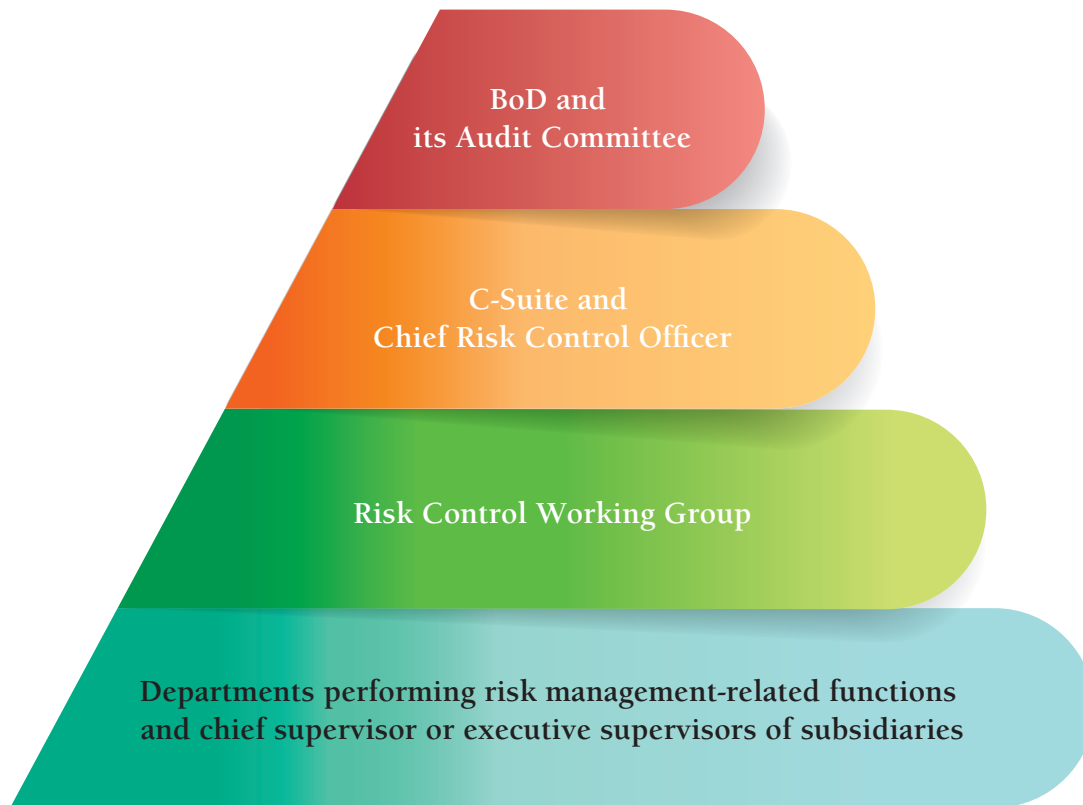 BoD and
its Audit Committee
C-Suite and
Chief Risk Control Officer
Risk Control Working Group
Departments performing risk management-related functions
and chief supervisor or executive supervisors of subsidiaries